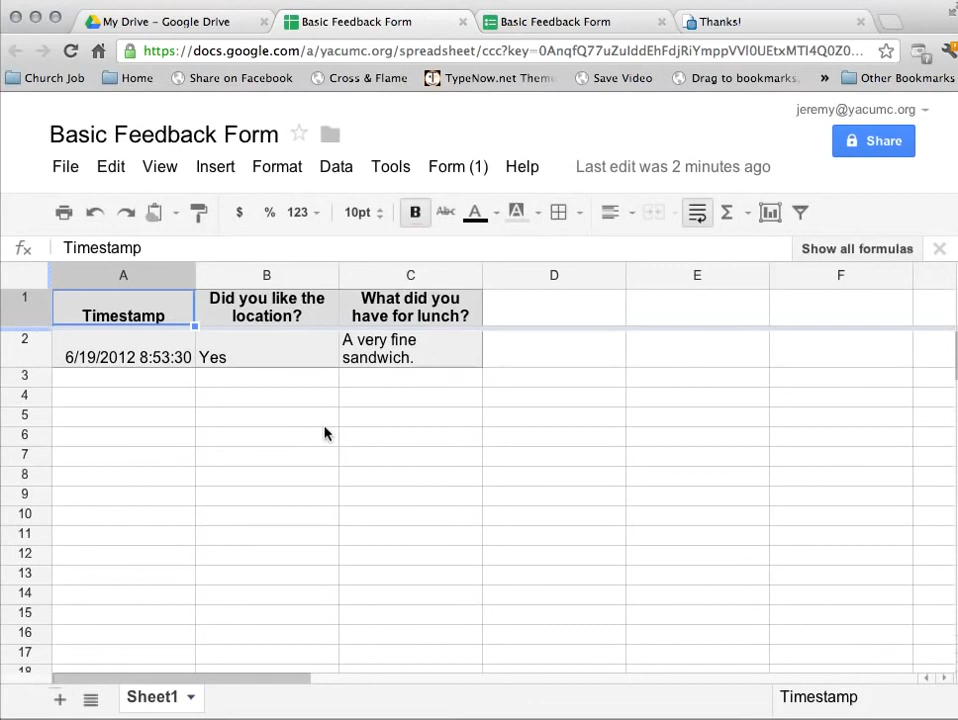 My Drive – Google Drive
Basic Feedback Form
Basic Feedback Form
Thanks!
https://docs.google.com/a/yacumc.org/spreadsheet/ccc?key=0AnqfQ77uZuIddEhFdjRiYmppVVl0UEtxMTI4Q0Z0...
Church Job
Home
Share on Facebook
Cross & Flame
TypeNow.net Theme
Save Video
Drag to bookmarks
»
Other Bookmarks
jeremy@yacumc.org
Basic Feedback Form
Share
File Edit View Insert Format Data Tools Form (1) Help Last edit was 2 minutes ago
$ % 123 10pt B Abc A A Σ
fx Timestamp Show all formulas
A B C D E F
1 Timestamp Did you like the location? What did you have for lunch?
2 6/19/2012 8:53:30 Yes A very fine sandwich.
3
4
5
6
7
8
9
10
11
12
13
14
15
16
17
18
+ Sheet1 Timestamp